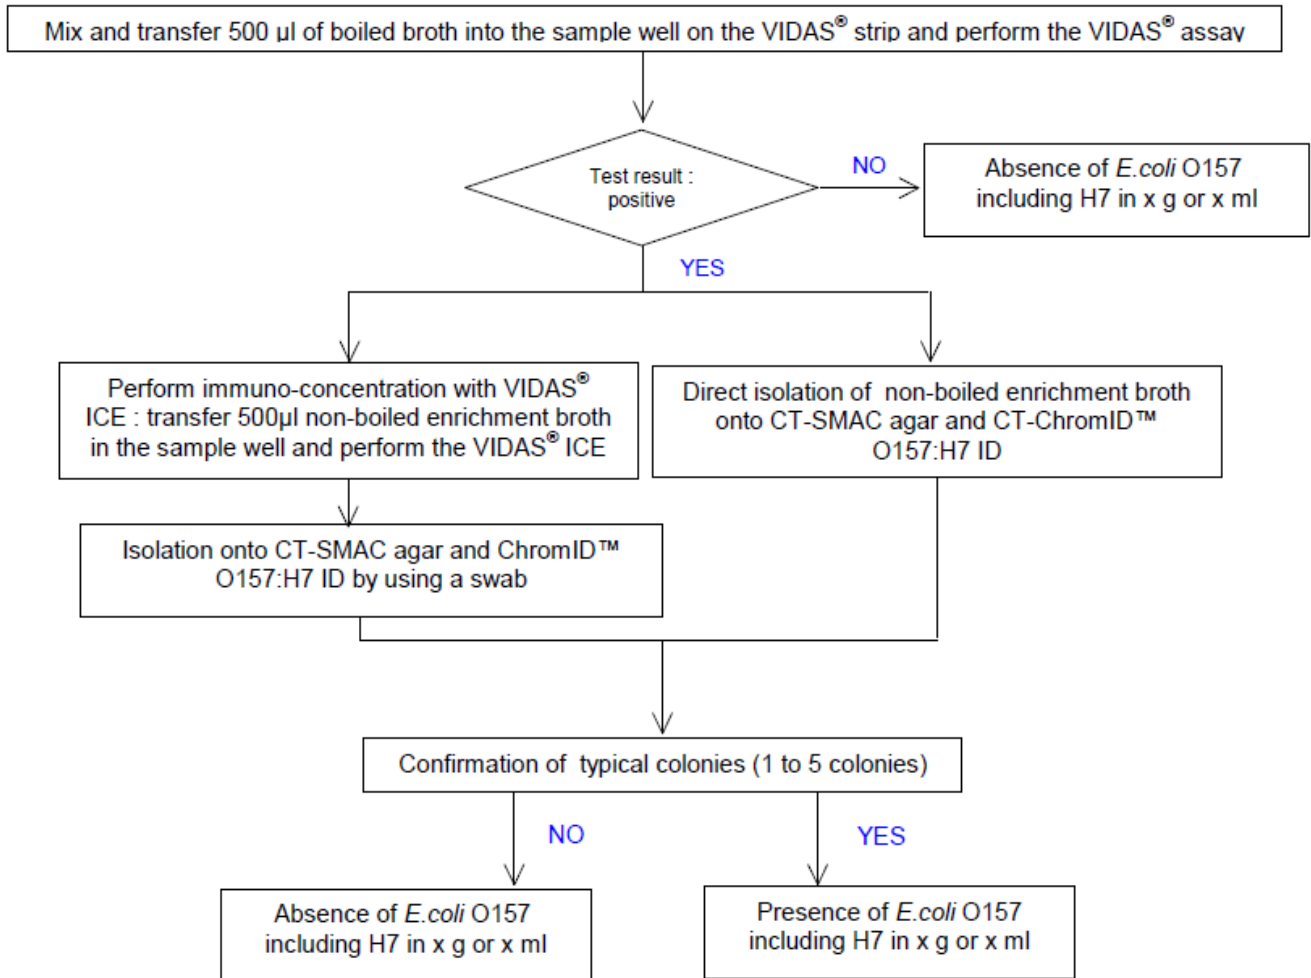 Mix and transfer 500 µl of boiled broth into the sample well on the VIDAS® strip and perform the VIDAS® assay
Test result :
positive
NO
Absence of E.coli O157
including H7 in x g or x ml
YES
Perform immuno-concentration with VIDAS®
ICE : transfer 500µl non-boiled enrichment broth
in the sample well and perform the VIDAS® ICE
Direct isolation of non-boiled enrichment broth
onto CT-SMAC agar and CT-ChromID™
O157:H7 ID
Isolation onto CT-SMAC agar and ChromID™
O157:H7 ID by using a swab
Confirmation of typical colonies (1 to 5 colonies)
NO
YES
Absence of E.coli O157
including H7 in x g or x ml
Presence of E.coli O157
including H7 in x g or x ml